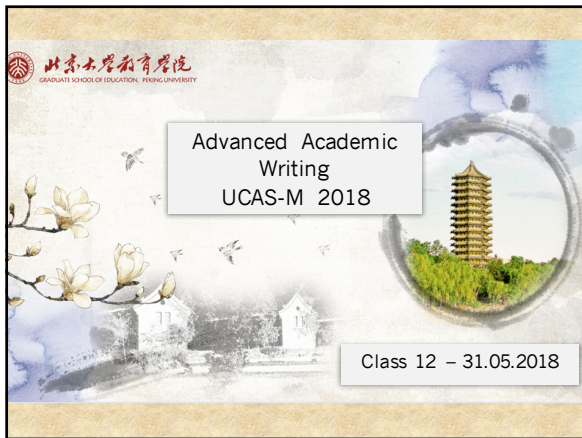 北京大学教育学院
GRADUATE SCHOOL OF EDUCATION, PEKING UNIVERSITY
Advanced Academic
Writing
UCAS-M 2018
Class 12 – 31.05.2018